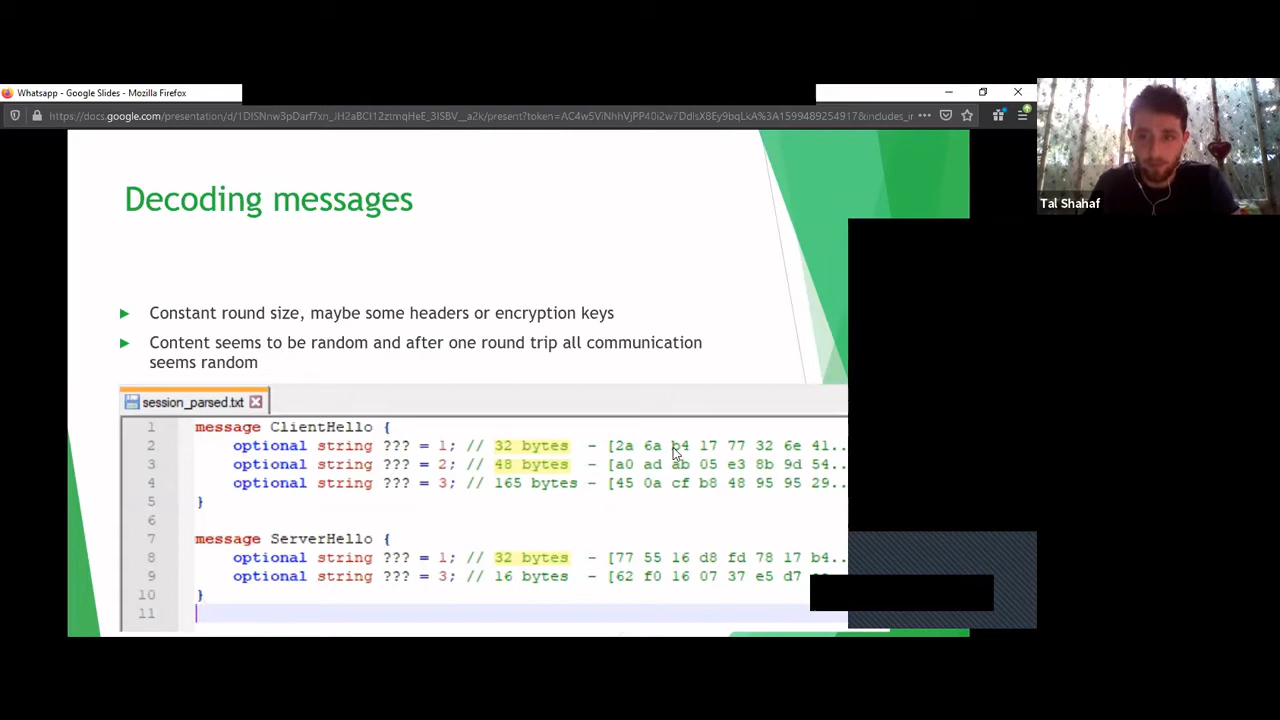 Whatsapp - Google Slides - Mozilla Firefox
Decoding messages
Constant round size, maybe some headers or encryption keys
Content seems to be random and after one round trip all communication
seems random
session_parsed.txt
1 message ClientHello {
2 optional string ??? = 1; // 32 bytes - [2a 6a b4 17 77 32 6e 41..
3 optional string ??? = 2; // 48 bytes - [a0 ad ab 05 e3 8b 9d 54..
4 optional string ??? = 3; // 165 bytes - [45 0a cf b8 48 95 95 29..
5 }
6
7 message ServerHello {
8 optional string ??? = 1; // 32 bytes - [77 55 16 d8 fd 78 17 b4..
9 optional string ??? = 3; // 16 bytes - [62 f0 16 07 37 e5 d7
10 }
11
Tal Shahaf